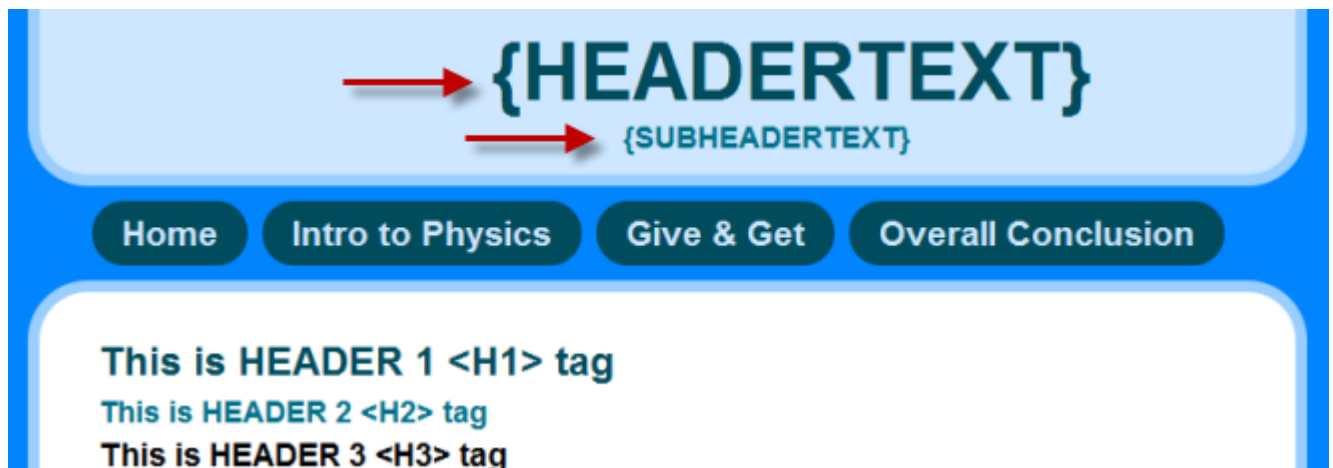 {HEADERTEXT}
{SUBHEADERTEXT}
Home Intro to Physics Give & Get Overall Conclusion
This is HEADER 1 <H1> tag
This is HEADER 2 <H2> tag
This is HEADER 3 <H3> tag